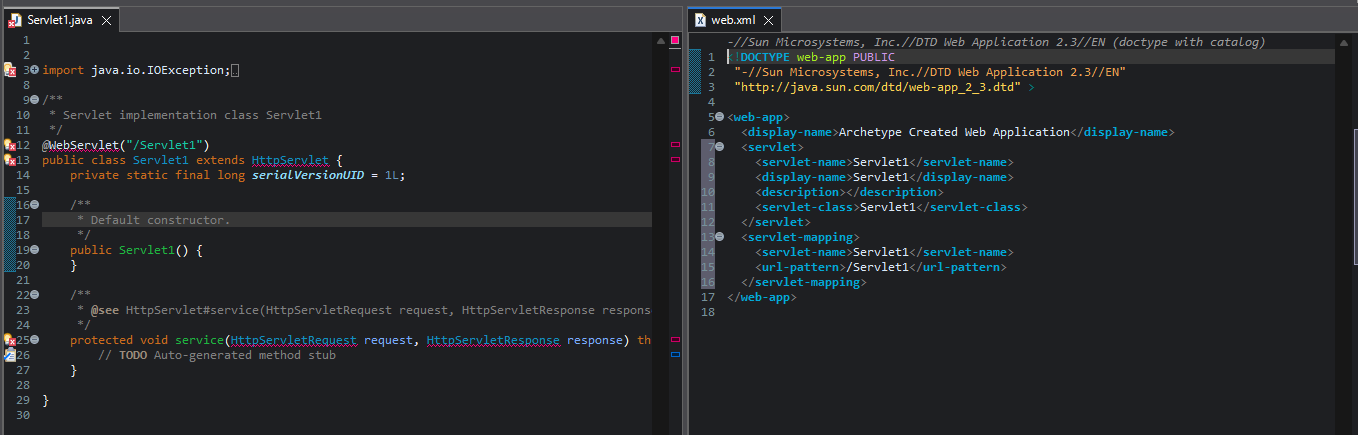 Servlet1.java
1
2
3 import java.io.IOException;
8
9 /**
10 * Servlet implementation class Servlet1
11 */
12 @WebServlet("/Servlet1")
13 public class Servlet1 extends HttpServlet {
14 private static final long serialVersionUID = 1L;
15
16 /**
17 * Default constructor.
18 */
19 public Servlet1() {
20 }
21
22 /**
23 * @see HttpServlet#service(HttpServletRequest request, HttpServletResponse respons
24 */
25 protected void service(HttpServletRequest request, HttpServletResponse response) th
26 // TODO Auto-generated method stub
27 }
28
29 }
30
web.xml
-//Sun Microsystems, Inc.//DTD Web Application 2.3//EN (doctype with catalog)
1 <!DOCTYPE web-app PUBLIC
2 "-//Sun Microsystems, Inc.//DTD Web Application 2.3//EN"
3 "http://java.sun.com/dtd/web-app_2_3.dtd" >
4
5 <web-app>
6 <display-name>Archetype Created Web Application</display-name>
7 <servlet>
8 <servlet-name>Servlet1</servlet-name>
9 <display-name>Servlet1</display-name>
10 <description></description>
11 <servlet-class>Servlet1</servlet-class>
12 </servlet>
13 <servlet-mapping>
14 <servlet-name>Servlet1</servlet-name>
15 <url-pattern>/Servlet1</url-pattern>
16 </servlet-mapping>
17 </web-app>
18